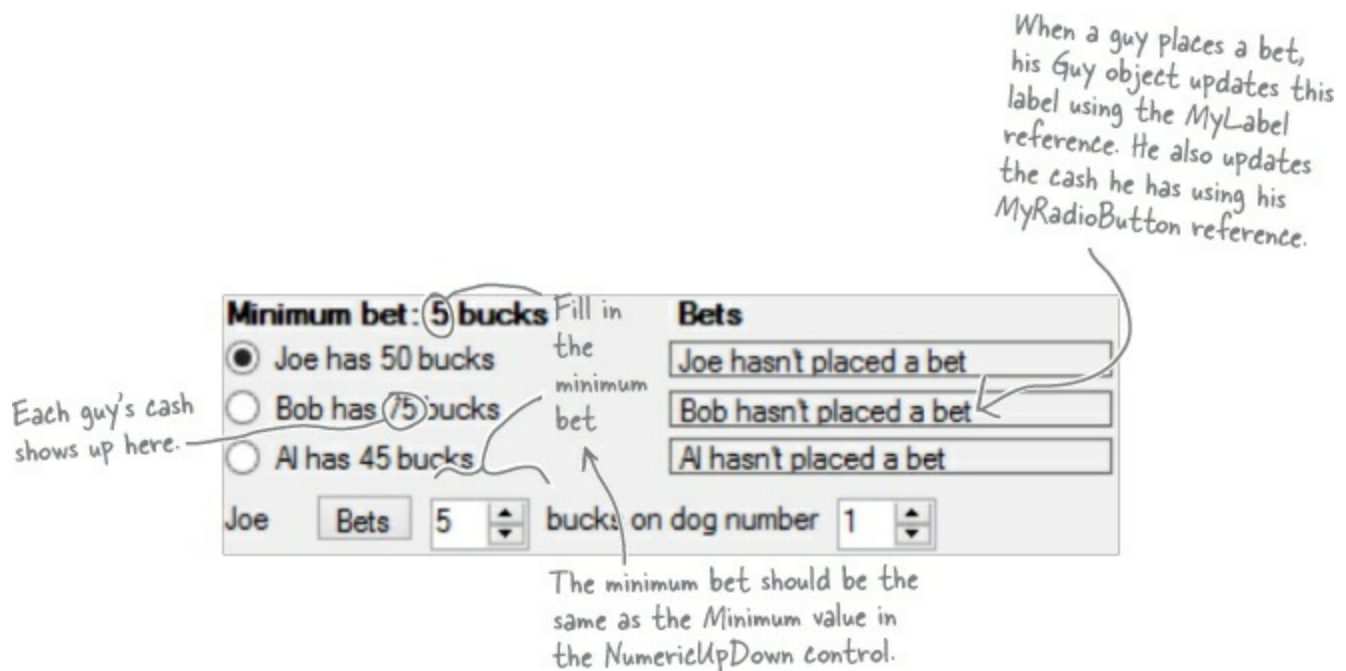 When a guy places a bet,
his Guy object updates this
label using the MyLabel
reference. He also updates
the cash he has using his
MyRadioButton reference.
Minimum bet: 5 bucks
Fill in
the
minimum
bet
Bets
Joe has 50 bucks
Joe hasn't placed a bet
Each guy's cash
shows up here.
Bob has 75 bucks
Bob hasn't placed a bet
Al has 45 bucks
Al hasn't placed a bet
Joe Bets 5 bucks on dog number 1
The minimum bet should be the
same as the Minimum value in
the NumericUpDown control.